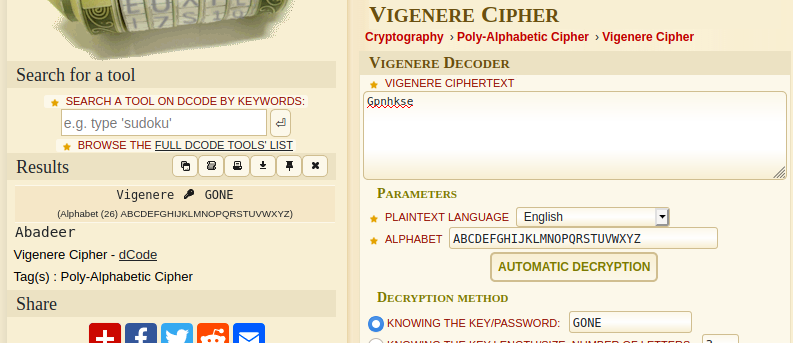 Search for a tool
★ SEARCH A TOOL ON DCODE BY KEYWORDS:
e.g. type 'sudoku'
★ BROWSE THE FULL DCODE TOOLS' LIST
Results
Vigenere GONE
(Alphabet (26) ABCDEFGHIJKLMNOPQRSTUVWXYZ)
Abadeer
Vigenere Cipher - dCode
Tag(s) : Poly-Alphabetic Cipher
Share
VIGENERE CIPHER
Cryptography › Poly-Alphabetic Cipher › Vigenere Cipher
VIGENERE DECODER
★ VIGENERE CIPHERTEXT
Gpnhkse
PARAMETERS
★ PLAINTEXT LANGUAGE English
★ ALPHABET ABCDEFGHIJKLMNOPQRSTUVWXYZ
AUTOMATIC DECRYPTION
DECRYPTION METHOD
KNOWING THE KEY/PASSWORD: GONE